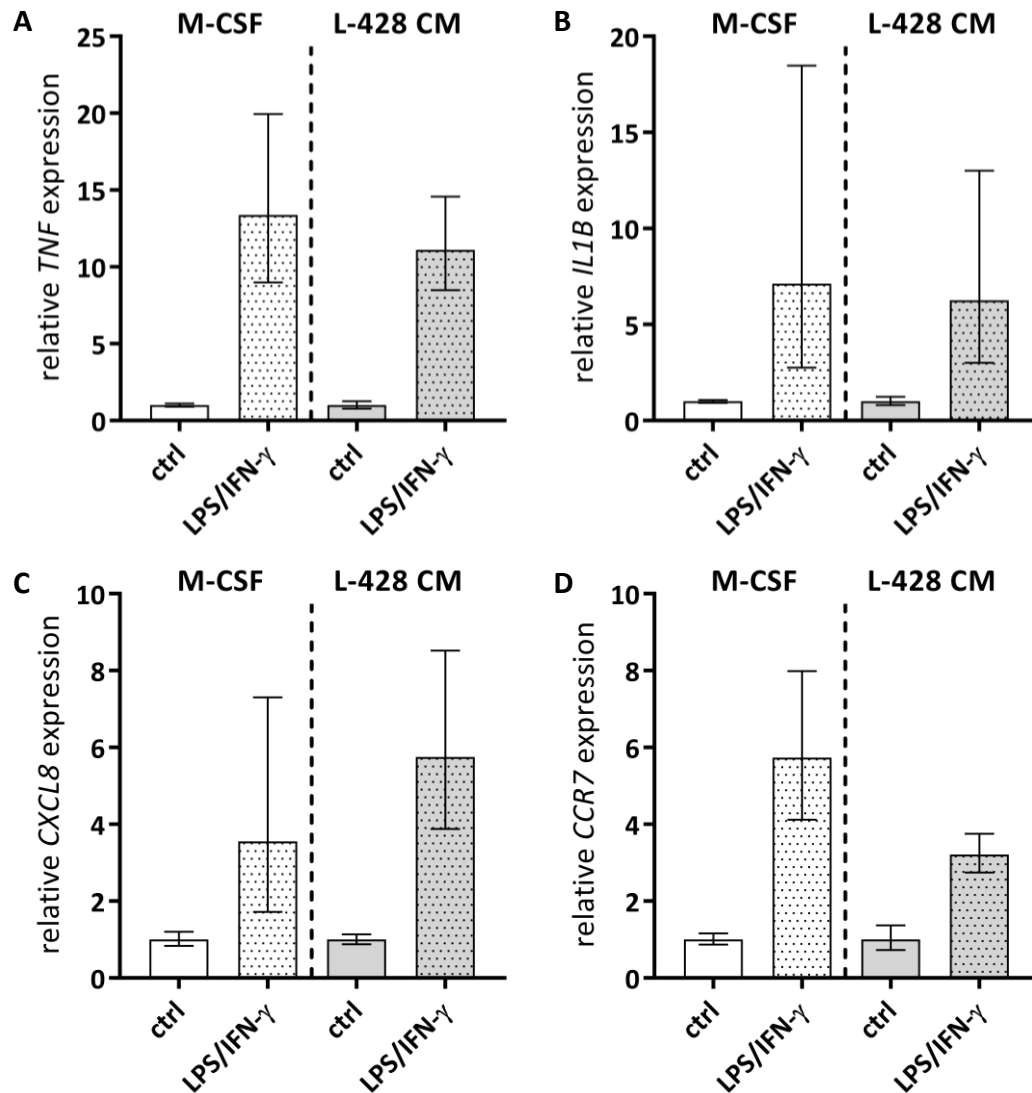 A
M-CSF L-428 CM
relative TNF expression
25
20
15
10
5
0
ctrl
LPS/IFN-γ
ctrl
LPS/IFN-γ
B
M-CSF L-428 CM
relative IL1B expression
20
15
10
5
0
ctrl
LPS/IFN-γ
ctrl
LPS/IFN-γ
C
M-CSF L-428 CM
relative CXCL8 expression
10
8
6
4
2
0
ctrl
LPS/IFN-γ
ctrl
LPS/IFN-γ
D
M-CSF L-428 CM
relative CCR7 expression
10
8
6
4
2
0
ctrl
LPS/IFN-γ
ctrl
LPS/IFN-γ